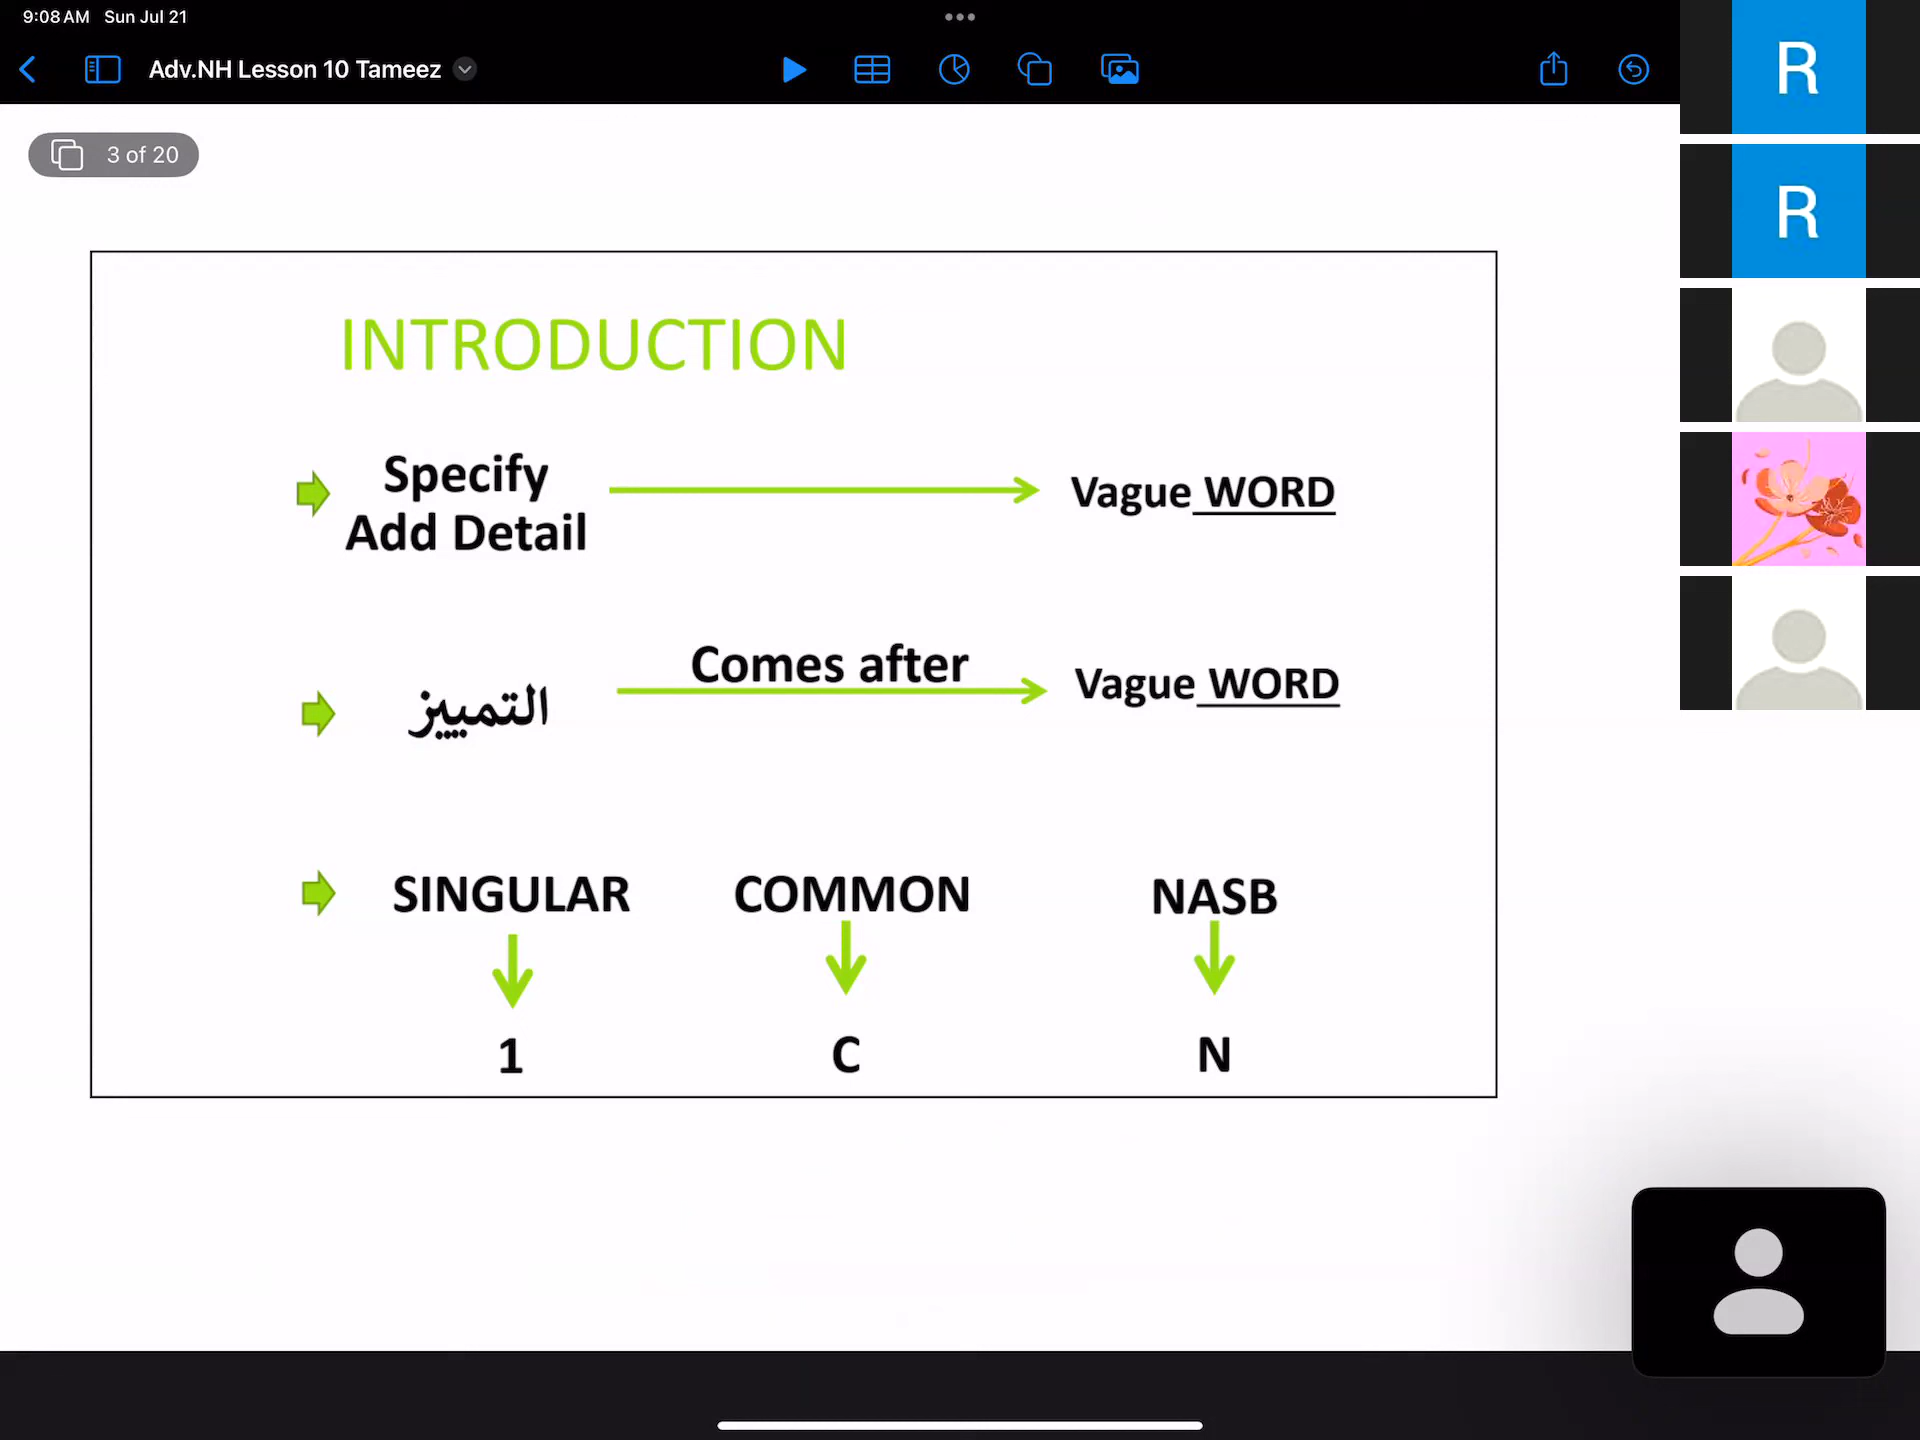 9:08 AM Sun Jul 21
Adv.NH Lesson 10 Tameez
3 of 20
R
R
INTRODUCTION
Specify
Add Detail
Vague WORD
Comes after
التمييز
Vague WORD
SINGULAR COMMON NASB
1 C N